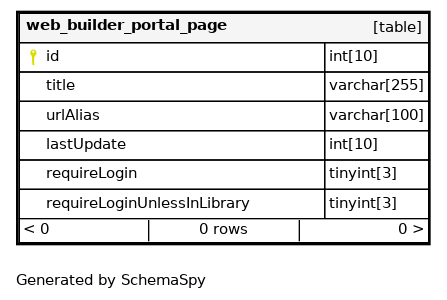 web_builder_portal_page [table]
id int[10]
title varchar[255]
urlAlias varchar[100]
lastUpdate int[10]
requireLogin tinyint[3]
requireLoginUnlessInLibrary tinyint[3]
< 0 0 rows 0 >
Generated by SchemaSpy